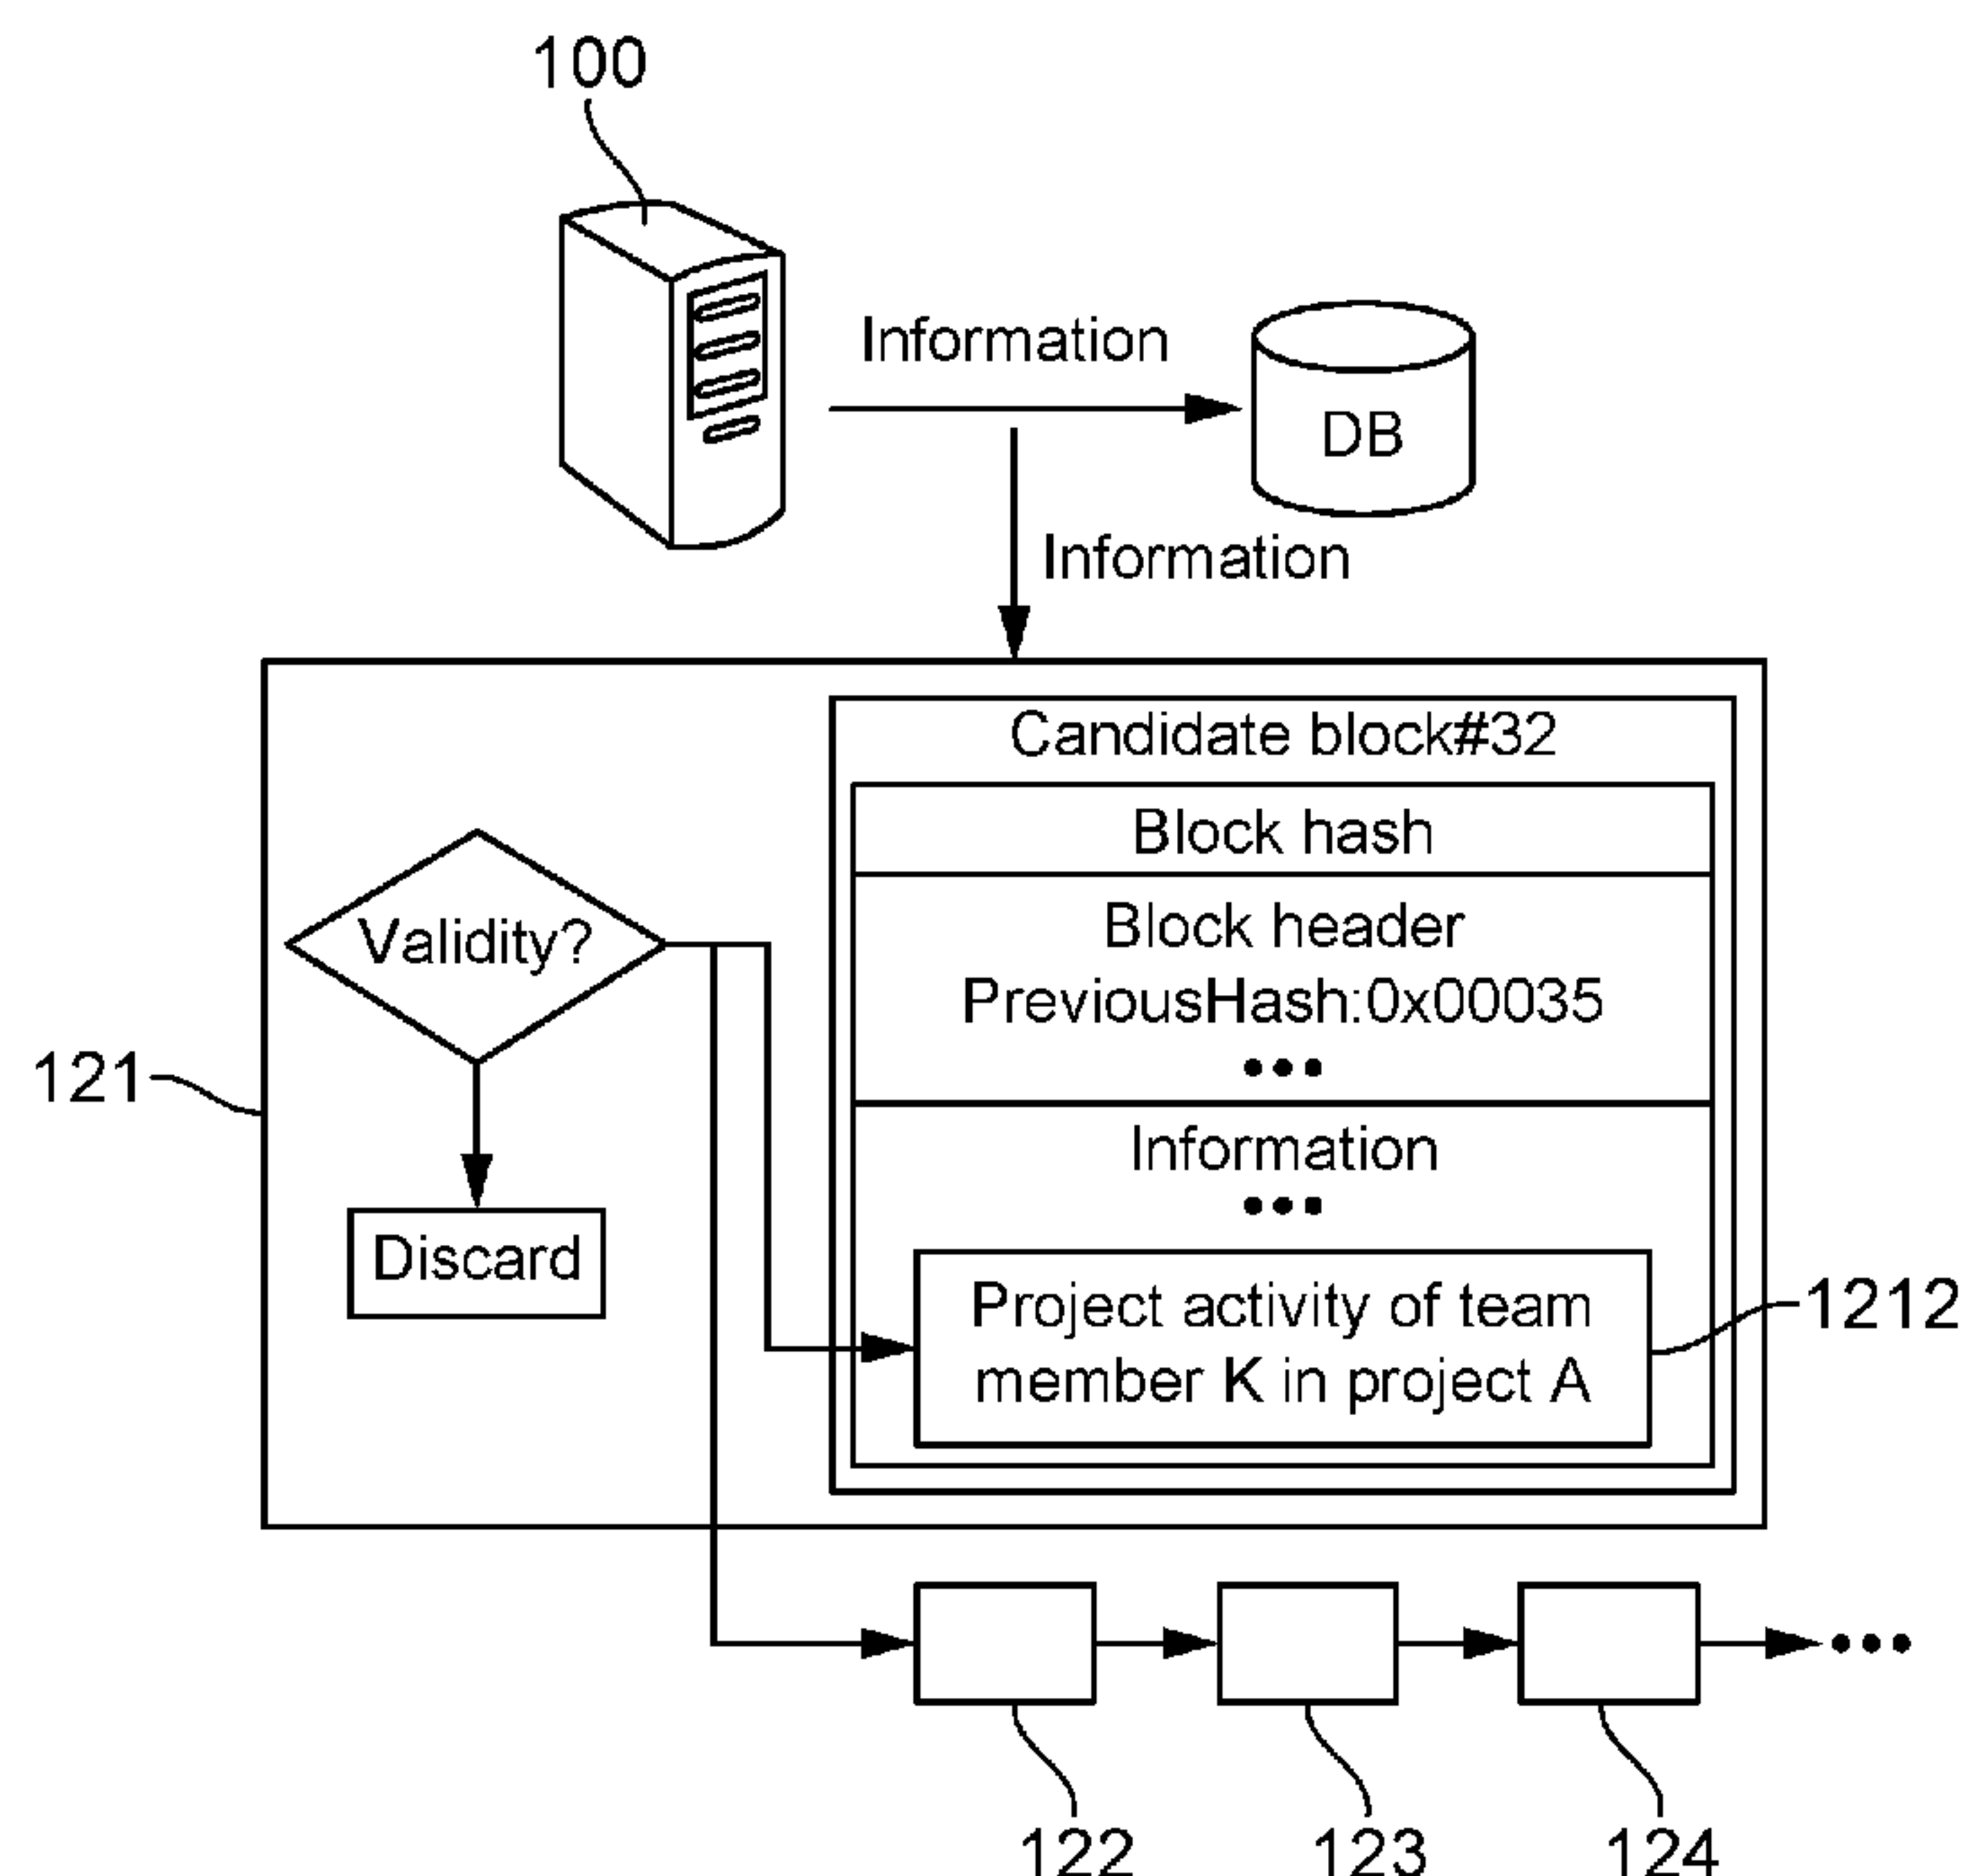 100
Information
DB
Information
Candidate block#32
Block hash
Block header
PreviousHash:0x00035
•••
Information
•••
Project activity of team
member K in project A
Validity?
Discard
121
1212
•••
122
123
124